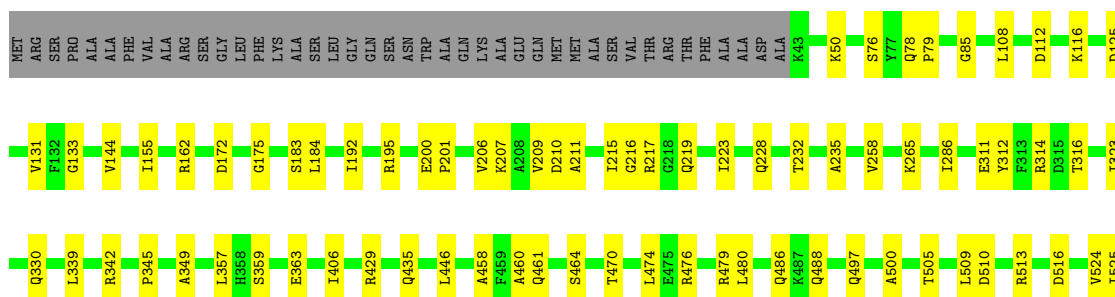 MET ARG SER PRO ALA ALA PHE VAL ALA ARG SER GLY LEU PHE LYS ALA SER LEU GLY GLN SER ASN TRP ALA GLN LYS ALA GLU GLN MET MET ALA SER VAL THR ARG THR PHE ALA ALA ASP ALA K43 K50 S76 Y77 Q78 P79 G85 L108 D112 K116 D125
V131 F132 G133 V144 I155 R162 D172 G175 S183 L184 I192 R195 E200 P201 V206 K207 A208 V209 D210 A211 I215 G216 R217 G218 Q219 I223 Q228 T232 A235 V258 K265 I286 E311 Y312 F313 R314 D315 T316
Q330 L339 R342 P345 A349 L357 H358 S359 E363 I406 R429 Q435 L446 A458 F459 A460 Q461 S464 T470 L474 E475 R476 R479 L480 Q486 K487 Q488 Q497 A500 T505 L509 D510 R513 D516 V524